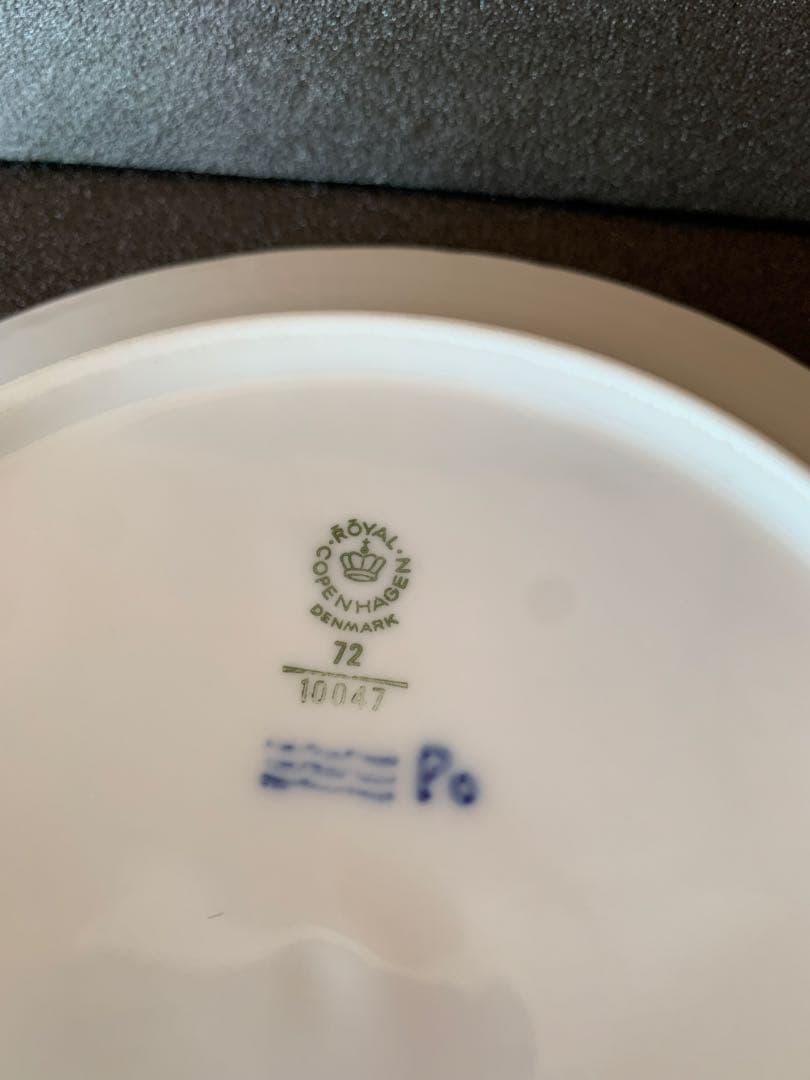 ROYAL
COPENHAGEN
DENMARK
72
10047
Po